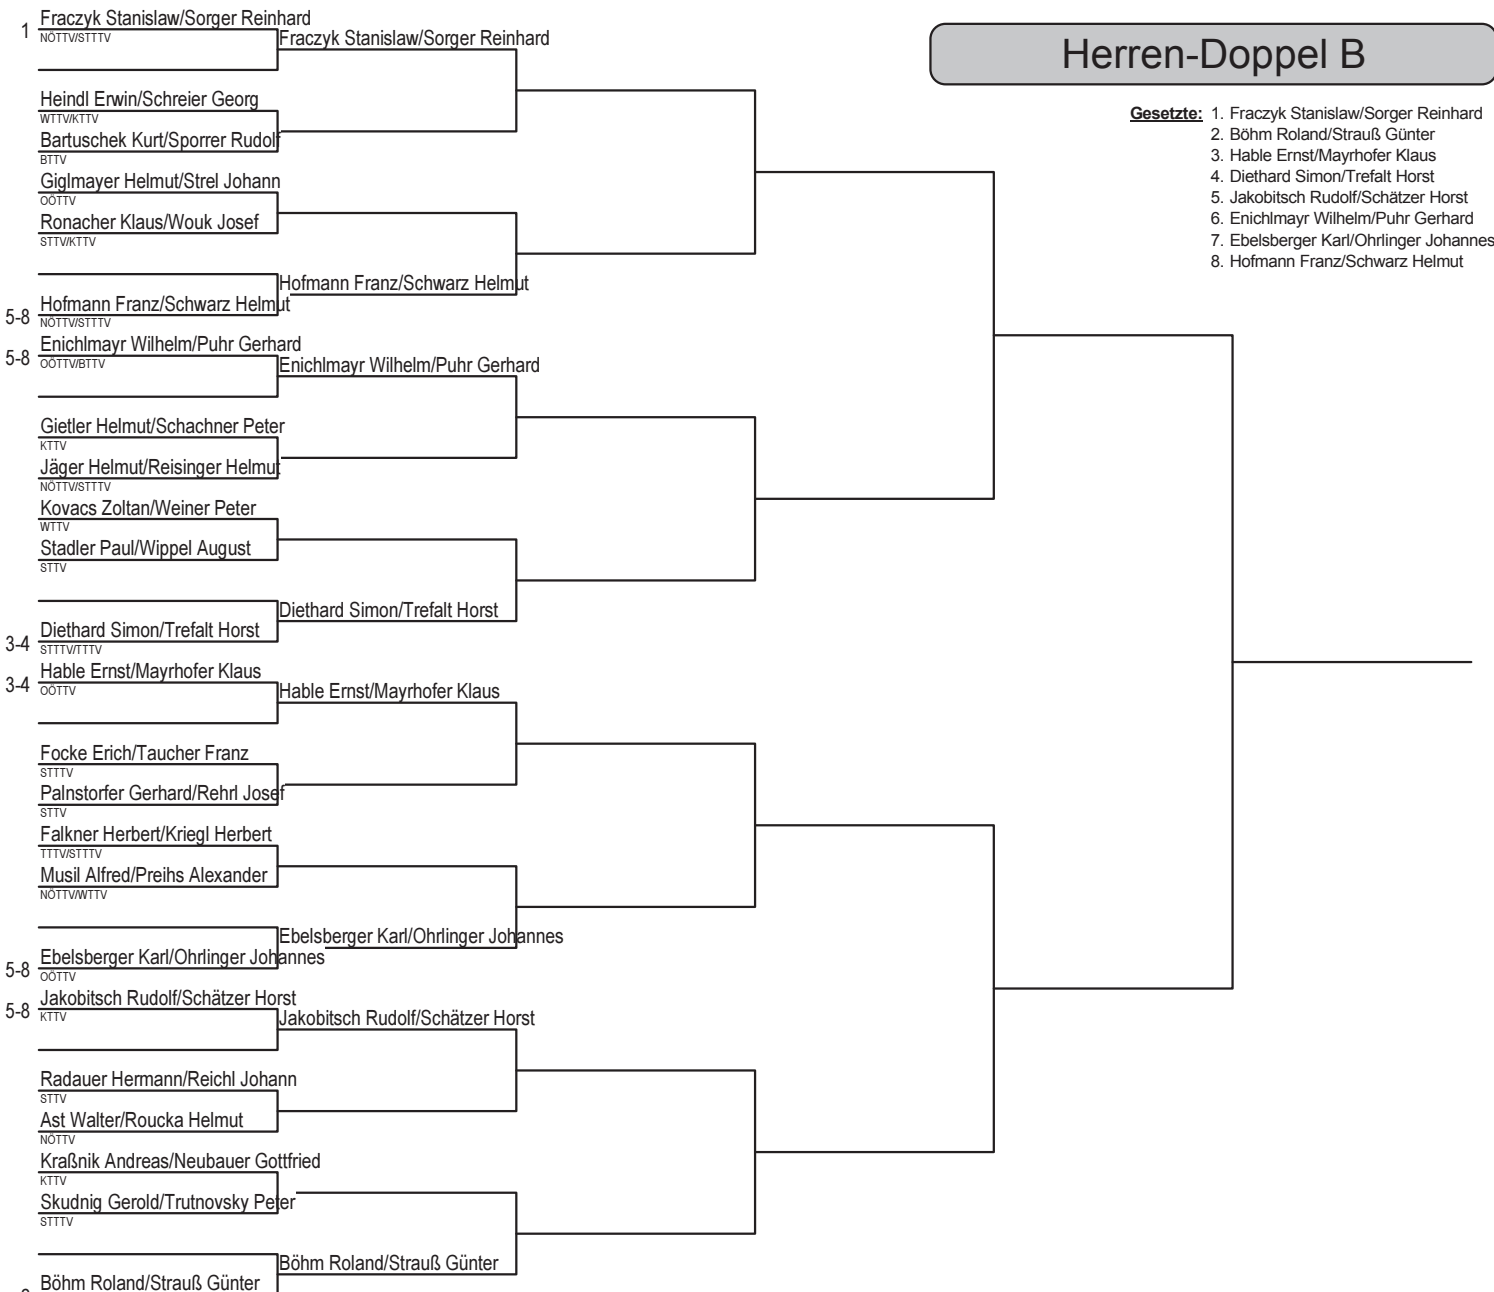 Herren-Doppel B
Gesetzte: 1. Fraczyk Stanislaw/Sorger Reinhard
2. Böhm Roland/Strauß Günter
3. Hable Ernst/Mayrhofer Klaus
4. Diethard Simon/Trefalt Horst
5. Jakobitsch Rudolf/Schätzer Horst
6. Enichlmayr Wilhelm/Puhr Gerhard
7. Ebelsberger Karl/Ohrlinger Johannes
8. Hofmann Franz/Schwarz Helmut
1 Fraczyk Stanislaw/Sorger Reinhard
NÖTTV/STTTV
Fraczyk Stanislaw/Sorger Reinhard
Heindl Erwin/Schreier Georg
WTTV/KTTV
Bartuschek Kurt/Sporrer Rudolf
BTTV
Giglmayer Helmut/Strel Johann
OÖTTV
Ronacher Klaus/Wouk Josef
STTV/KTTV
Hofmann Franz/Schwarz Helmut
5-8 Hofmann Franz/Schwarz Helmut
NÖTTV/STTTV
5-8 Enichlmayr Wilhelm/Puhr Gerhard
OÖTTV/BTTV
Enichlmayr Wilhelm/Puhr Gerhard
Gietler Helmut/Schachner Peter
KTTV
Jäger Helmut/Reisinger Helmut
NÖTTV/STTTV
Kovacs Zoltan/Weiner Peter
WTTV
Stadler Paul/Wippel August
STTV
Diethard Simon/Trefalt Horst
3-4 Diethard Simon/Trefalt Horst
STTTV/TTTV
3-4 Hable Ernst/Mayrhofer Klaus
OÖTTV
Hable Ernst/Mayrhofer Klaus
Focke Erich/Taucher Franz
STTTV
Palnstorfer Gerhard/Rehrl Josef
STTV
Falkner Herbert/Kriegl Herbert
TTTV/STTTV
Musil Alfred/Preihs Alexander
NÖTTV/WTTV
Ebelsberger Karl/Ohrlinger Johannes
5-8 Ebelsberger Karl/Ohrlinger Johannes
OÖTTV
5-8 Jakobitsch Rudolf/Schätzer Horst
KTTV
Jakobitsch Rudolf/Schätzer Horst
Radauer Hermann/Reichl Johann
STTV
Ast Walter/Roucka Helmut
NÖTTV
Kraßnik Andreas/Neubauer Gottfried
KTTV
Skudnig Gerold/Trutnovsky Peter
STTTV
Böhm Roland/Strauß Günter
Böhm Roland/Strauß Günter